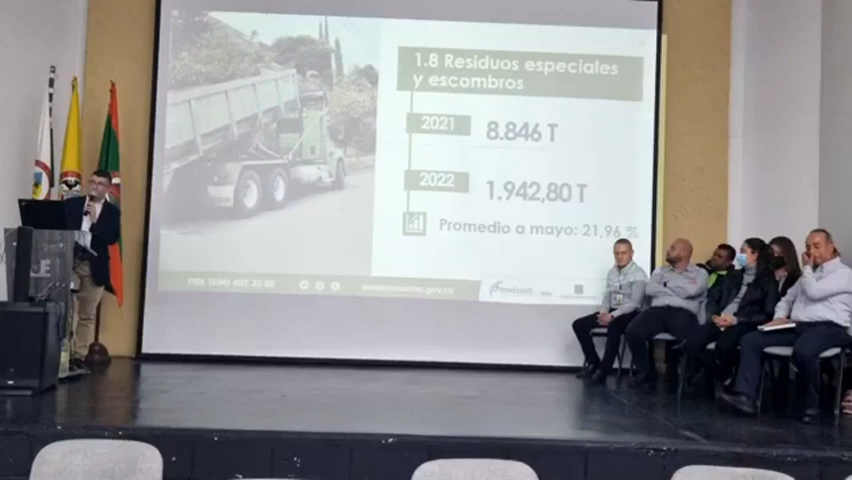 1.8 Residuos especiales
y escombros
2021
8.846 T
2022
1.942,80 T
Promedio a mayo: 21,96 %